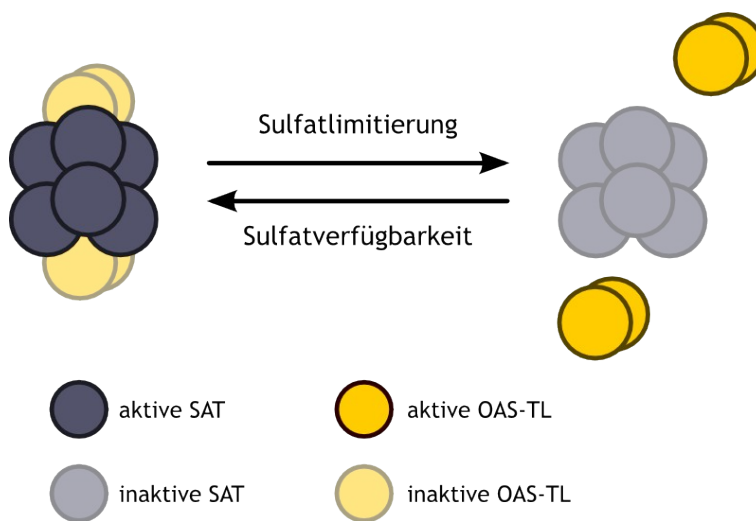 Sulfatlimitierung
Sulfatverfügbarkeit
aktive SAT
aktive OAS-TL
inaktive SAT
inaktive OAS-TL